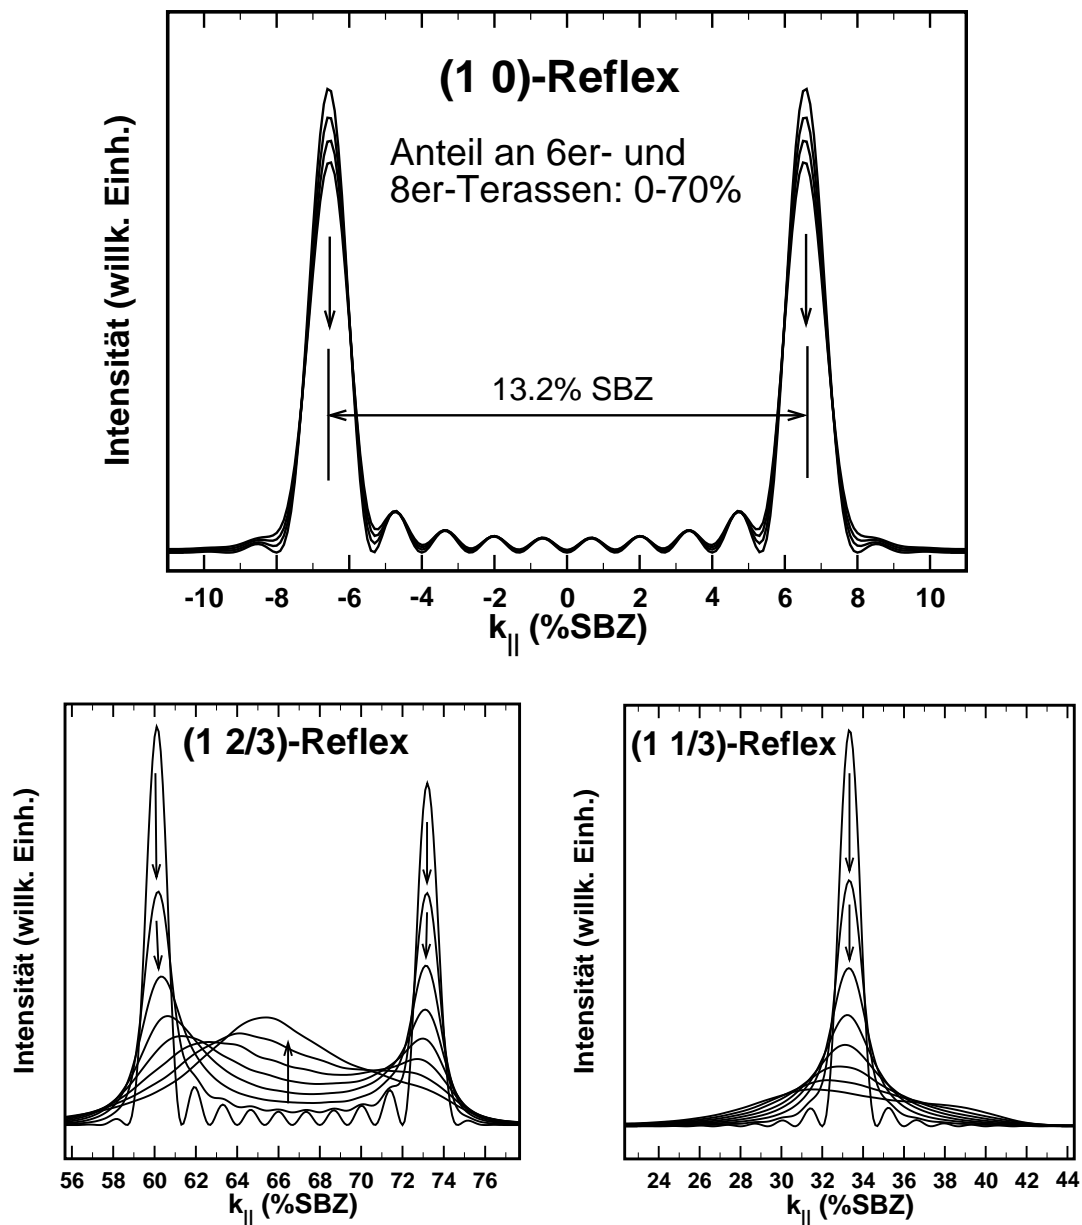 (1 0)-Reflex
Anteil an 6er- und
8er-Terassen: 0-70%
13.2% SBZ
Intensität (willk. Einh.)
-10 -8 -6 -4 -2 0 2 4 6 8 10
k|| (%SBZ)
(1 2/3)-Reflex
Intensität (willk. Einh.)
56 58 60 62 64 66 68 70 72 74 76
k|| (%SBZ)
(1 1/3)-Reflex
Intensität (willk. Einh.)
24 26 28 30 32 34 36 38 40 42 44
k|| (%SBZ)